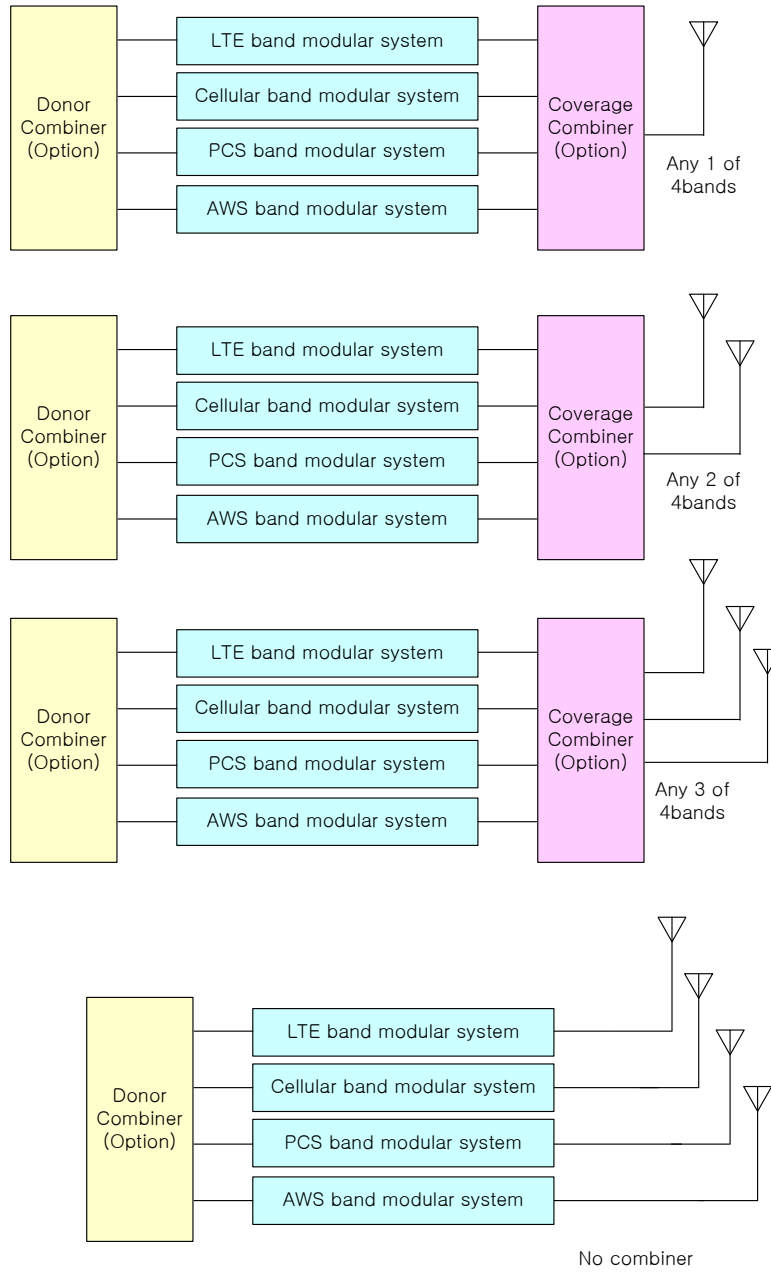 LTE band modular system
Cellular band modular system
Donor
Combiner
(Option)
PCS band modular system
AWS band modular system
Coverage
Combiner
(Option)
Any 1 of
4bands
LTE band modular system
Cellular band modular system
Donor
Combiner
(Option)
PCS band modular system
AWS band modular system
Coverage
Combiner
(Option)
Any 2 of
4bands
LTE band modular system
Cellular band modular system
Donor
Combiner
(Option)
PCS band modular system
AWS band modular system
Coverage
Combiner
(Option)
Any 3 of
4bands
LTE band modular system
Cellular band modular system
Donor
Combiner
(Option)
PCS band modular system
AWS band modular system
No combiner